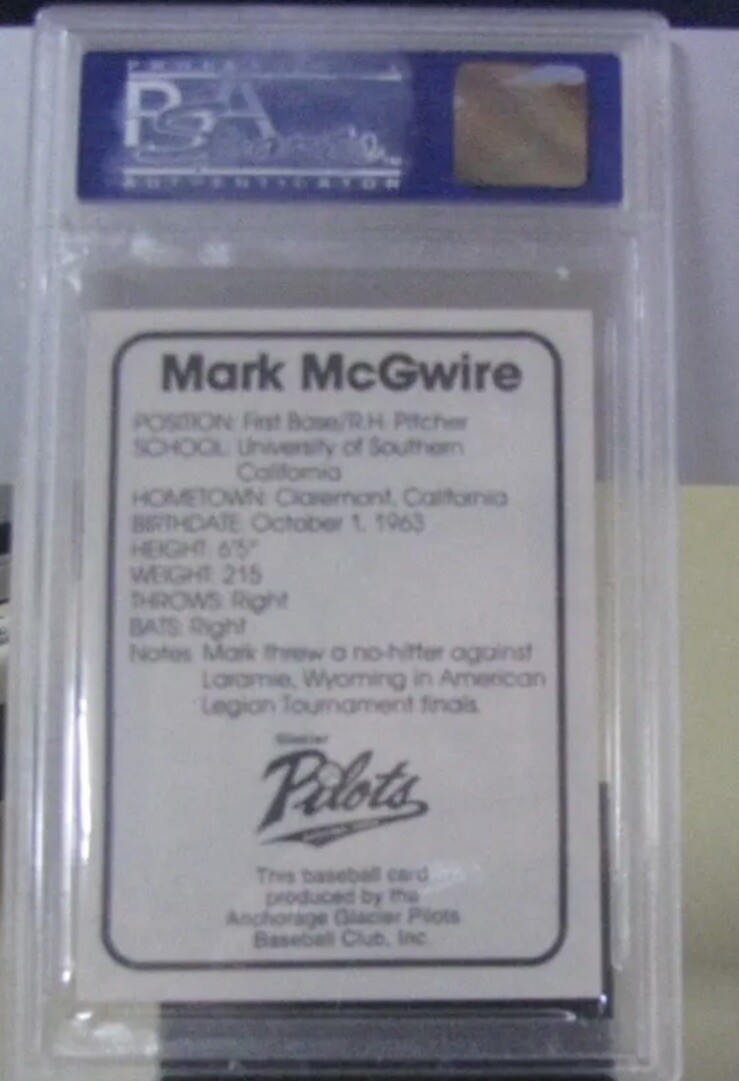 PSA
AUTHENTICATOR
Mark McGwire
POSITION: First Base/R.H. Pitcher
SCHOOL: University of Southern
California
HOMETOWN: Claremont, California
BIRTHDATE: October 1, 1963
HEIGHT: 6'5"
WEIGHT: 215
THROWS: Right
BATS: Right
Notes: Mark threw a no-hitter against
Laramie, Wyoming in American
Legion Tournament finals.
Glacier
Pilots
This baseball card
produced by the
Anchorage Glacier Pilots
Baseball Club, Inc.